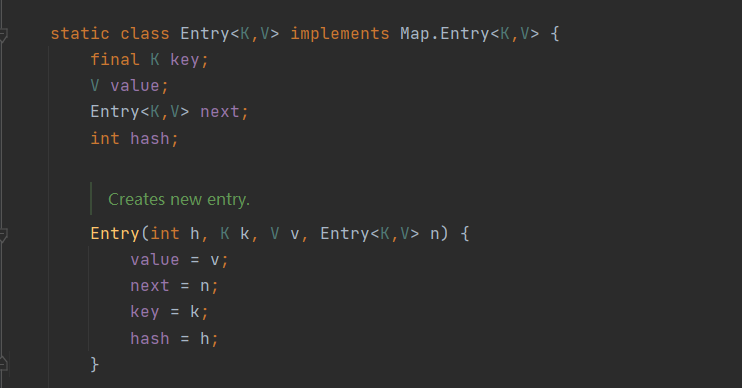 static class Entry<K,V> implements Map.Entry<K,V> {
final K key;
V value;
Entry<K,V> next;
int hash;
Creates new entry.
Entry(int h, K k, V v, Entry<K,V> n) {
value = v;
next = n;
key = k;
hash = h;
}